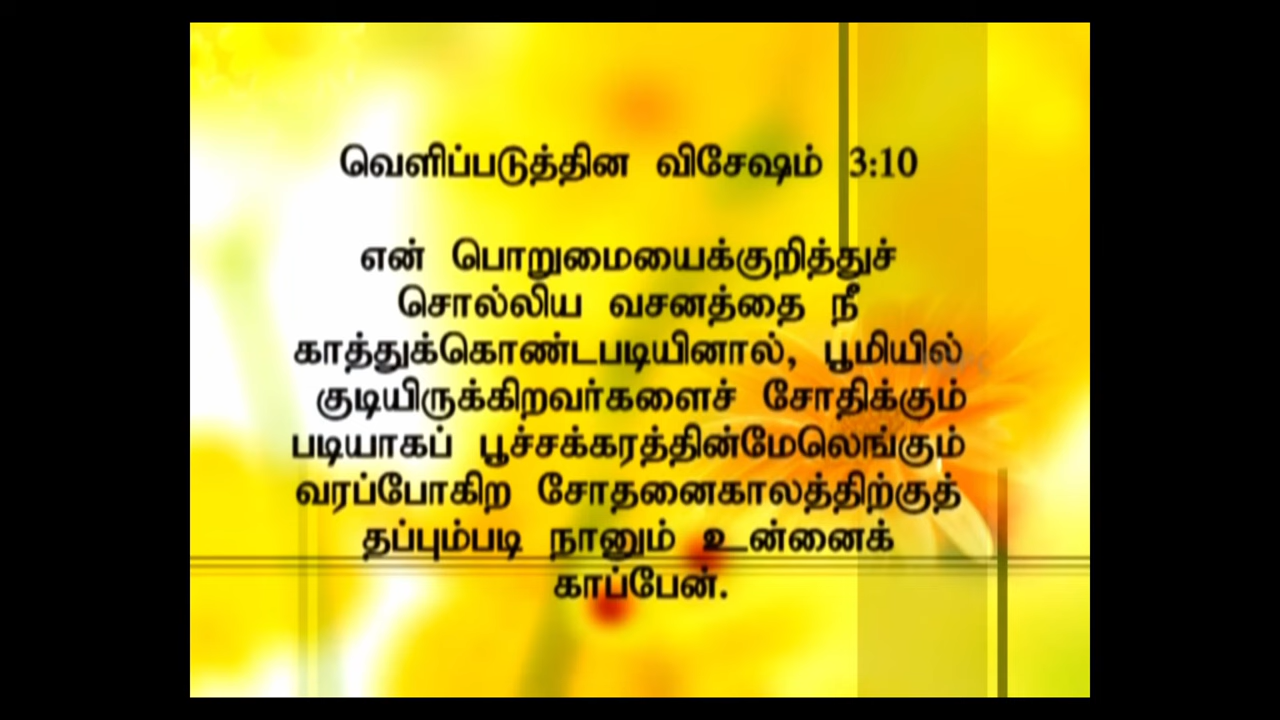 வெளிப்படுத்தின விசேஷம் 3:10
என் பொறுமையைக்குறித்துச்
சொல்லிய வசனத்தை நீ
காத்துக்கொண்டபடியினால், பூமியில்
குடியிருக்கிறவர்களைச் சோதிக்கும்
படியாகப் பூச்சக்கரத்தின்மேலெங்கும்
வரப்போகிற சோதனைகாலத்திற்குத்
தப்பும்படி நானும் உன்னைக்
காப்பேன்.